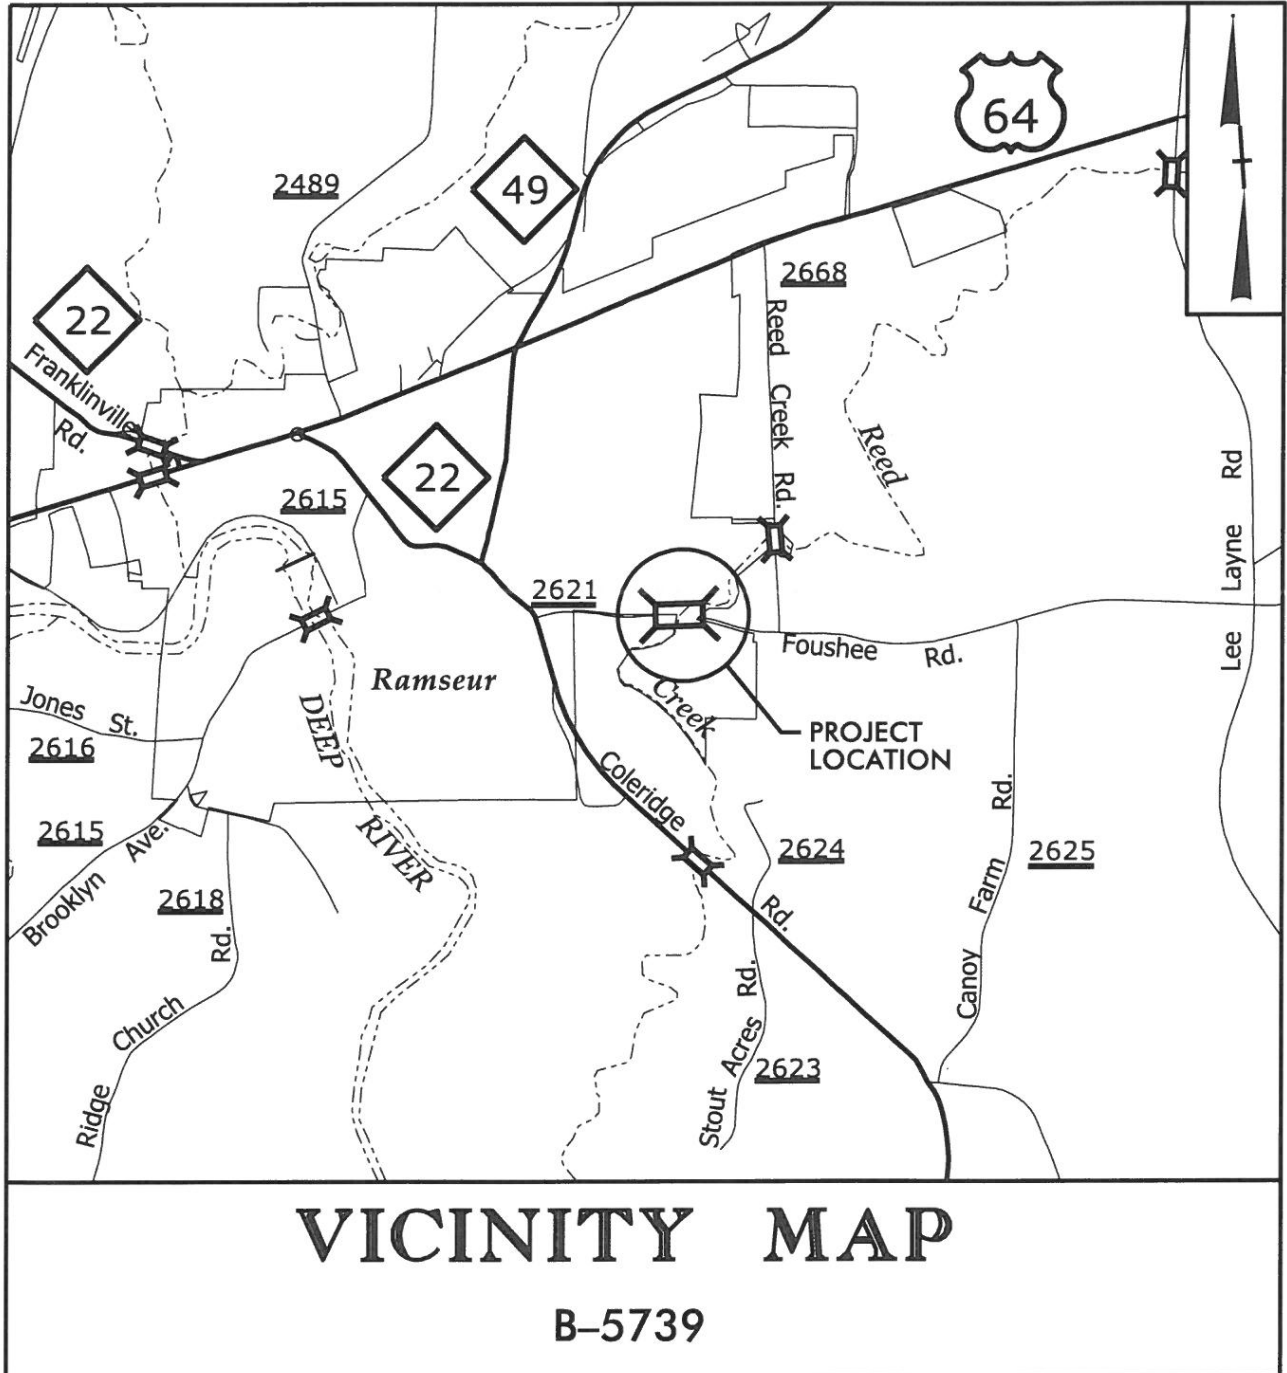 64
49
2489
22
2668
Franklinville
Rd.
Reed Creek Rd.
Reed
22
2615
2621
Lee Layne Rd
Foushee Rd.
Ramseur
Creek
Jones St.
DEEP
RIVER
2616
PROJECT
LOCATION
Coleridge Rd.
2615
Brooklyn Ave.
2624
2625
Canoy Farm Rd.
2618
Ridge Church Rd.
Stout Acres Rd.
2623
VICINITY MAP
B–5739